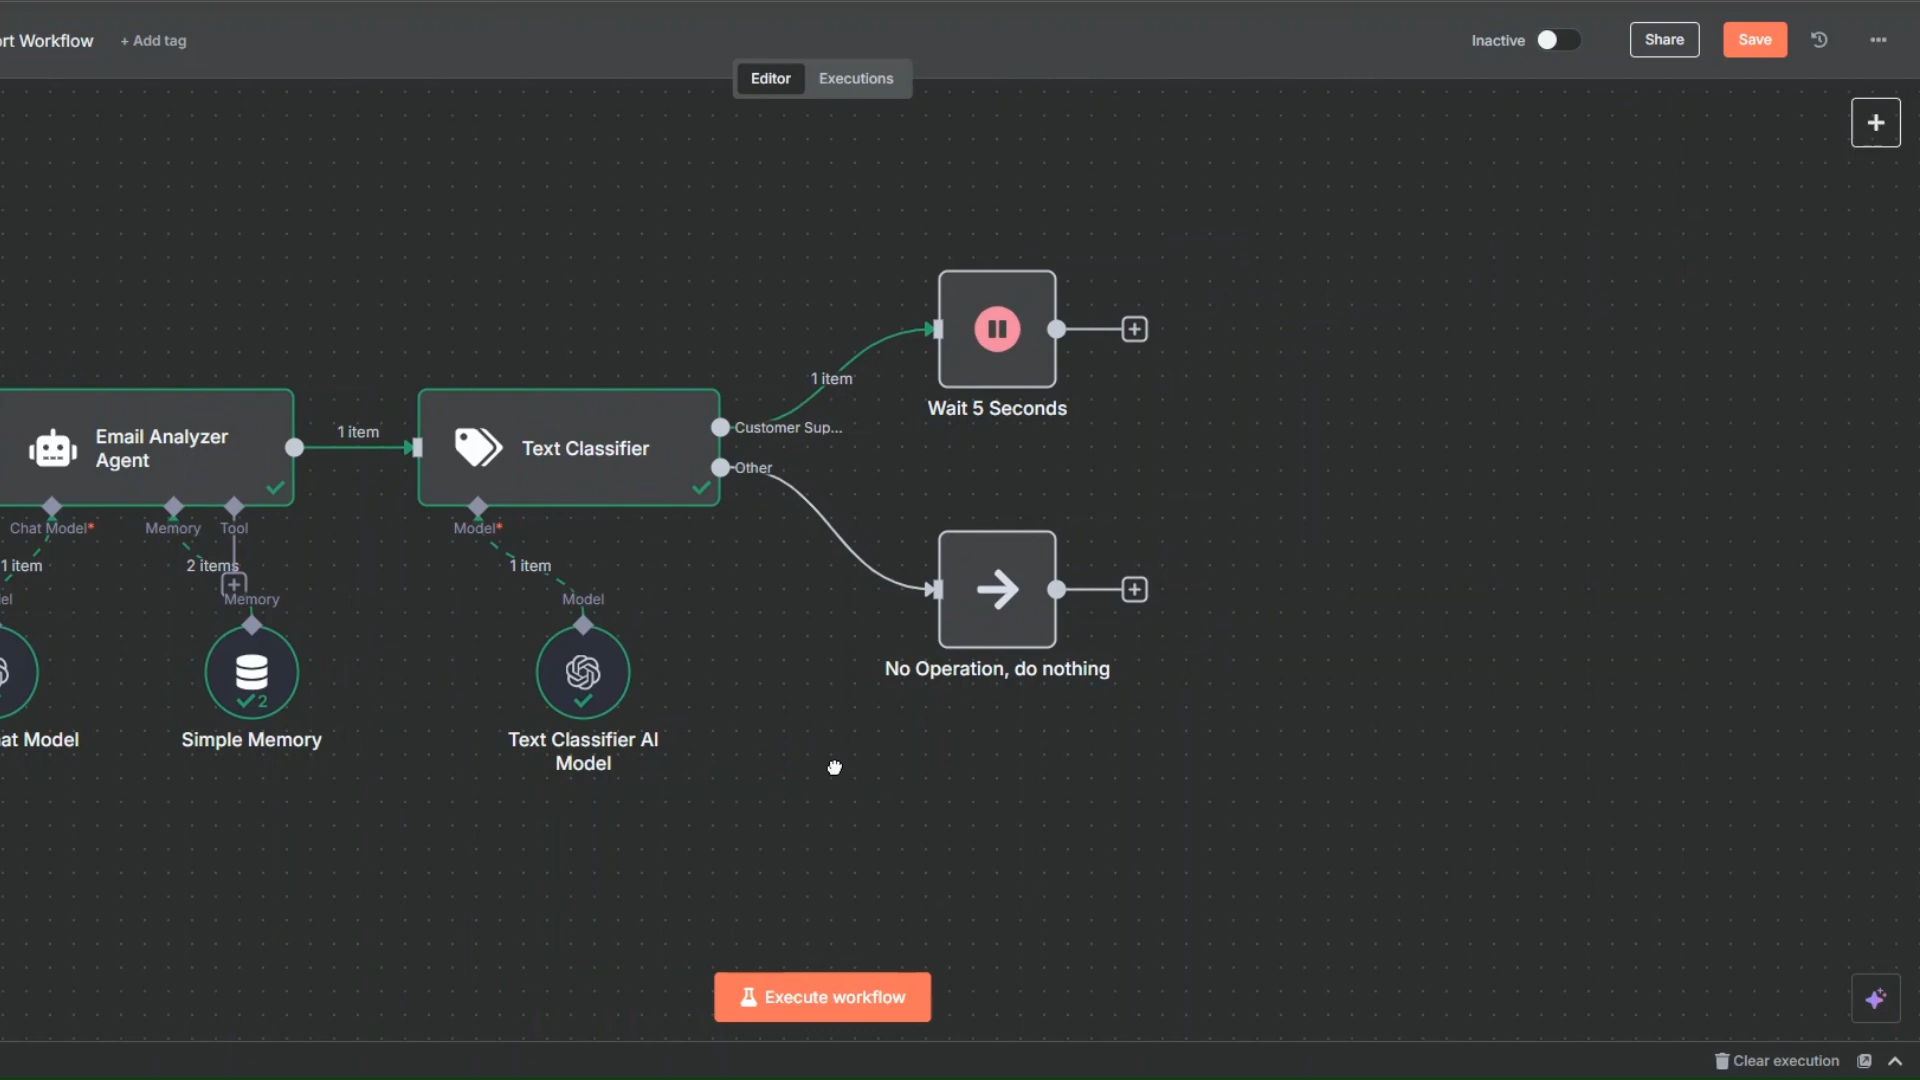 rt Workflow
+ Add tag
Inactive
Share
Save
Editor
Executions
1 item
Wait 5 Seconds
Email Analyzer
Agent
1 item
Text Classifier
Customer Sup...
Other
Chat Model*
Memory
Tool
Model*
1 item
2 items
1 item
el
Memory
Model
2
No Operation, do nothing
at Model
Simple Memory
Text Classifier AI
Model
Execute workflow
Clear execution